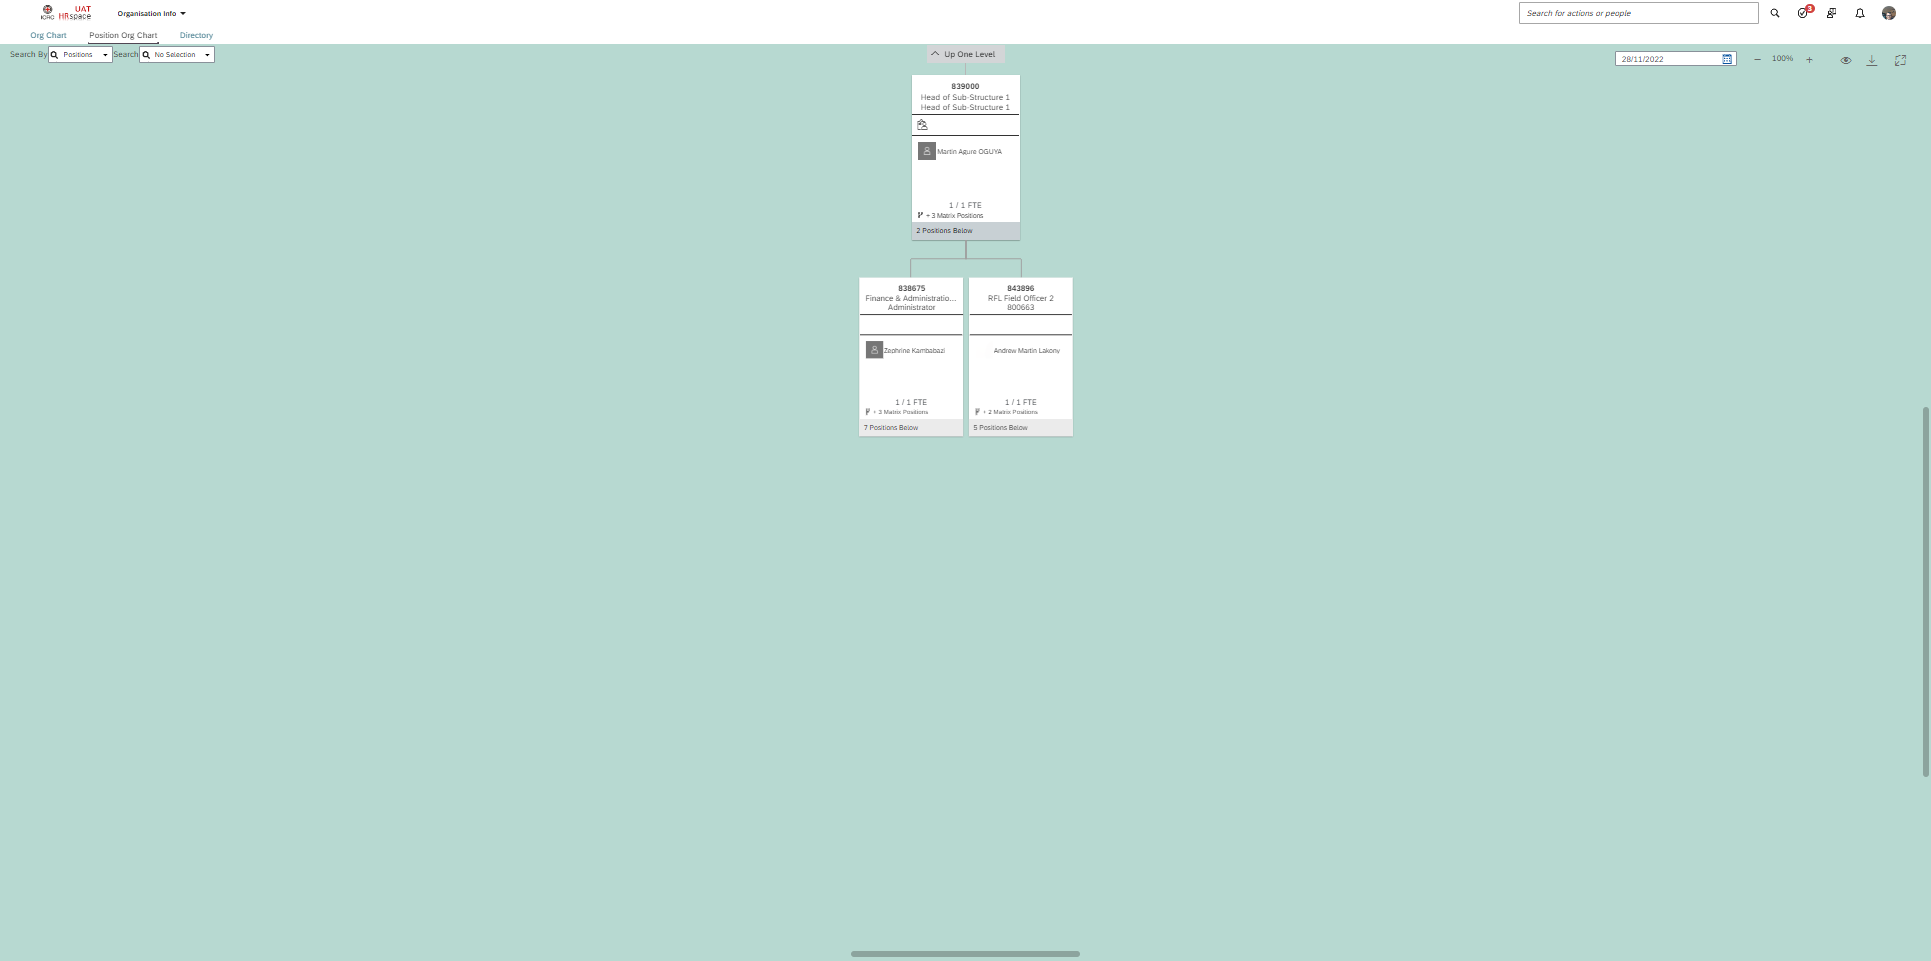 ICRC
UAT
HRspace
Organisation Info
Search for actions or people
3
Org Chart
Position Org Chart
Directory
Search By
Positions
Search
No Selection
Up One Level
28/11/2022
100%
839000
Head of Sub-Structure 1
Head of Sub-Structure 1
Martin Agure OGUYA
1 / 1 FTE
+ 3 Matrix Positions
2 Positions Below
838675
Finance & Administratio...
Administrator
Zephrine Kambabazi
1 / 1 FTE
+ 3 Matrix Positions
7 Positions Below
843896
RFL Field Officer 2
800663
Andrew Martin Lakony
1 / 1 FTE
+ 2 Matrix Positions
5 Positions Below